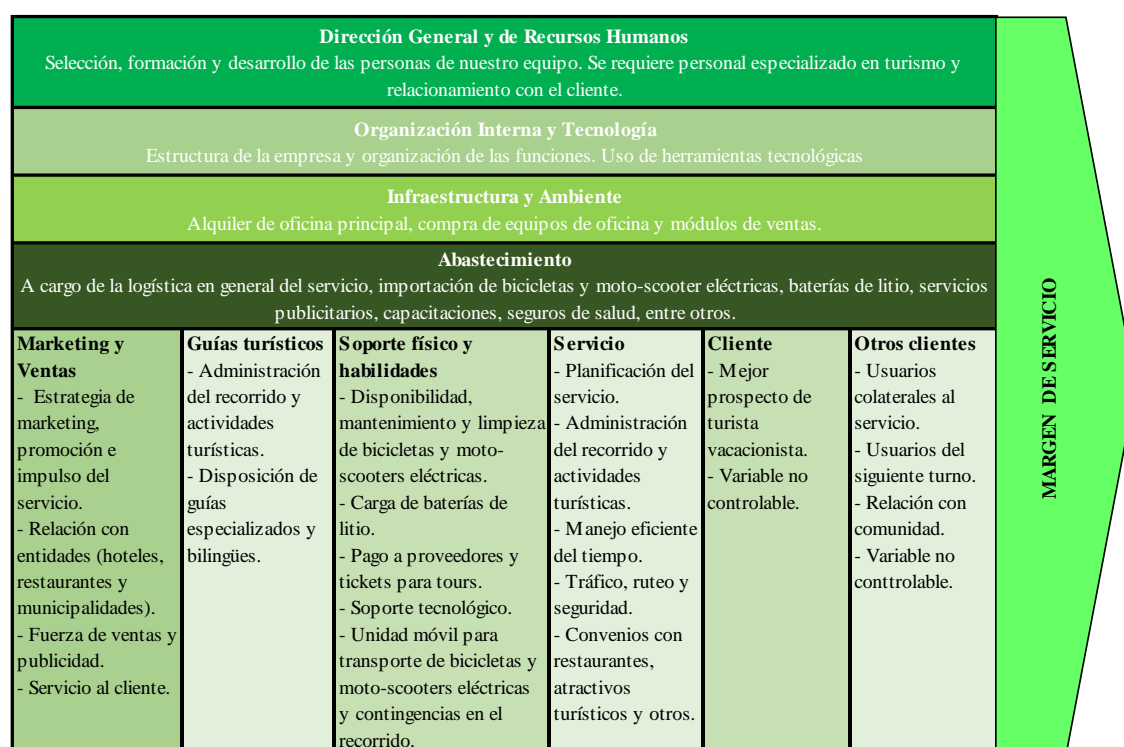 Dirección General y de Recursos Humanos
Selección, formación y desarrollo de las personas de nuestro equipo. Se requiere personal especializado en turismo y
relacionamiento con el cliente.
Organización Interna y Tecnología
Estructura de la empresa y organización de las funciones. Uso de herramientas tecnológicas
Infraestructura y Ambiente
Alquiler de oficina principal, compra de equipos de oficina y módulos de ventas.
Abastecimiento
A cargo de la logística en general del servicio, importación de bicicletas y moto-scooter eléctricas, baterías de litio, servicios
publicitarios, capacitaciones, seguros de salud, entre otros.
Marketing y
Ventas
- Estrategia de
marketing,
promoción e
impulso del
servicio.
- Relación con
entidades (hoteles,
restaurantes y
municipalidades).
- Fuerza de ventas y
publicidad.
- Servicio al cliente.
Guías turísticos
- Administración
del recorrido y
actividades
turísticas.
- Disposición de
guías
especializados y
bilingües.
Soporte físico y
habilidades
- Disponibilidad,
mantenimiento y limpieza
de bicicletas y moto-
scooters eléctricas.
- Carga de baterías de
litio.
- Pago a proveedores y
tickets para tours.
- Soporte tecnológico.
- Unidad móvil para
transporte de bicicletas y
moto-scooters eléctricas
y contingencias en el
recorrido.
Servicio
- Planificación del
servicio.
- Administración
del recorrido y
actividades
turísticas.
- Manejo eficiente
del tiempo.
- Tráfico, ruteo y
seguridad.
- Convenios con
restaurantes,
atractivos
turísticos y otros.
Cliente
- Mejor
prospecto de
turista
vacacionista.
- Variable no
controlable.
Otros clientes
- Usuarios
colaterales al
servicio.
- Usuarios del
siguiente turno.
- Relación con
comunidad.
- Variable no
conttrolable.
MARGEN DE SERVICIO